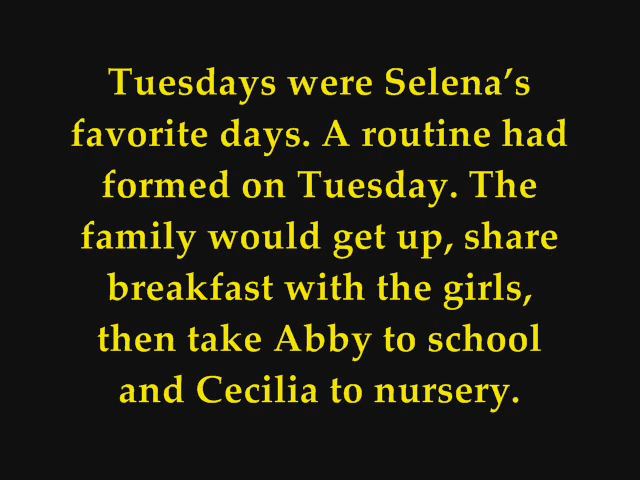 Tuesdays were Selena’s
favorite days. A routine had
formed on Tuesday. The
family would get up, share
breakfast with the girls,
then take Abby to school
and Cecilia to nursery.